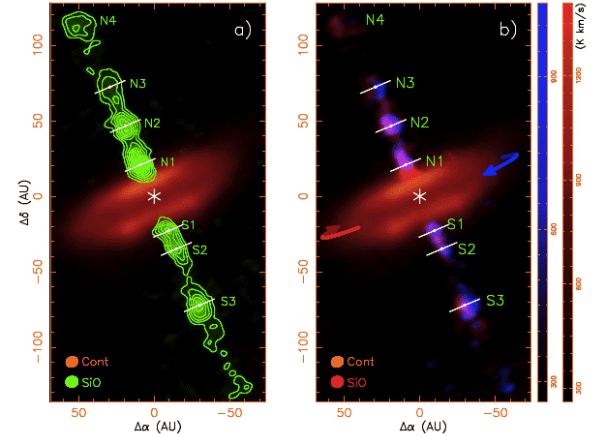 a)
N4
N3
N2
N1
S1
S2
S3
Cont
SiO
100
50
0
−50
−100
Δδ (AU)
50
0
−50
Δα (AU)
b)
N4
N3
N2
N1
S1
S2
S3
Cont
SiO
50
0
−50
Δα (AU)
900
600
300
1200
900
600
300
(K km/s)